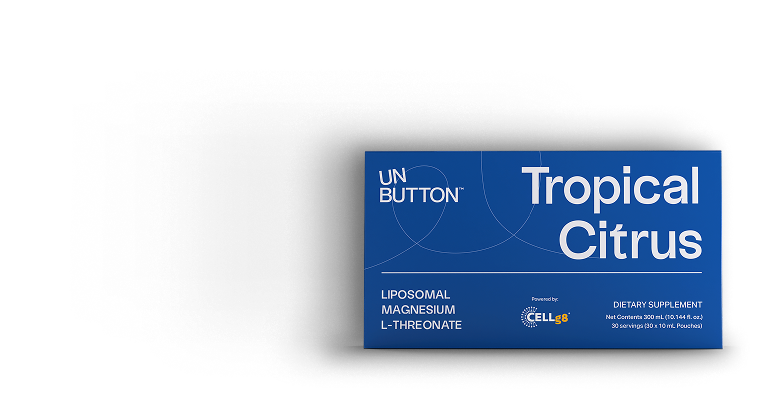 UN
BUTTON™
Tropical
Citrus
LIPOSOMAL
MAGNESIUM
L-THREONATE
Powered by:
CELLg8®
DIETARY SUPPLEMENT
Net Contents 300 mL (10.144 fl. oz.)
30 servings (30 x 10 mL Pouches)